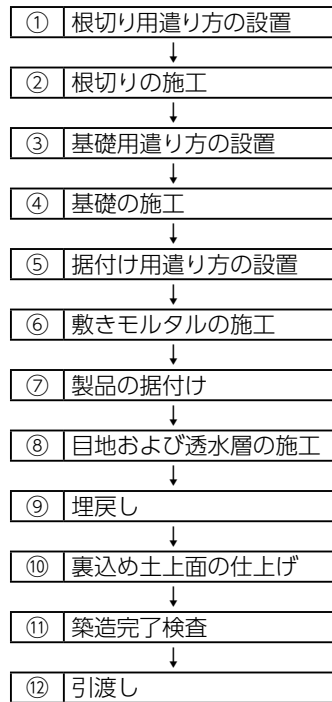 ① 根切り用遣り方の設置
↓
② 根切りの施工
↓
③ 基礎用遣り方の設置
↓
④ 基礎の施工
↓
⑤ 据付け用遣り方の設置
↓
⑥ 敷きモルタルの施工
↓
⑦ 製品の据付け
↓
⑧ 目地および透水層の施工
↓
⑨ 埋戻し
↓
⑩ 裏込め土上面の仕上げ
↓
⑪ 築造完了検査
↓
⑫ 引渡し